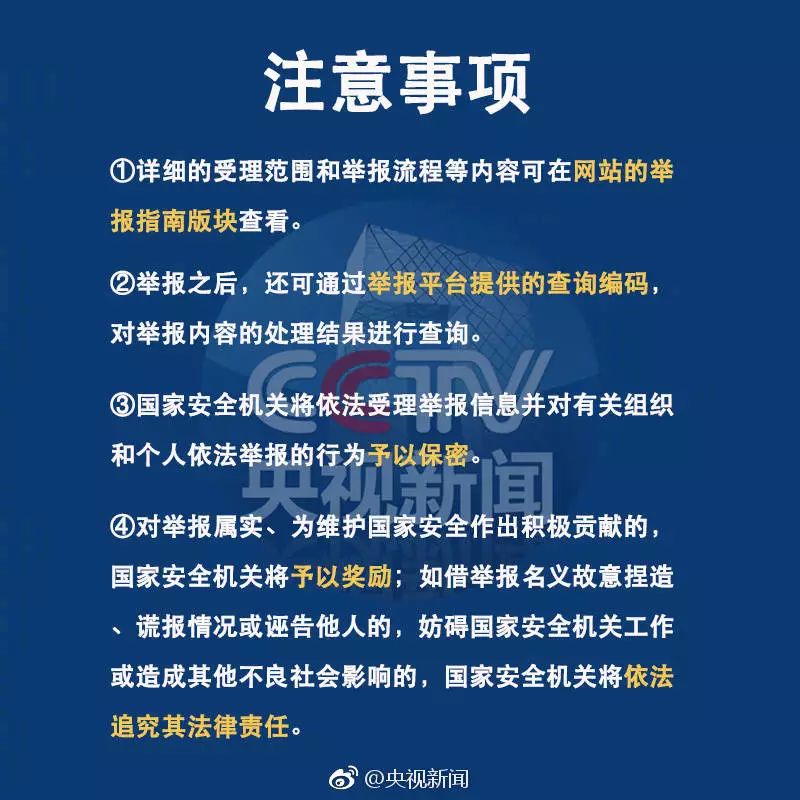 注意事项
①详细的受理范围和举报流程等内容可在网站的举
报指南版块查看。
②举报之后，还可通过举报平台提供的查询编码，
对举报内容的处理结果进行查询。
③国家安全机关将依法受理举报信息并对有关组织
和个人依法举报的行为予以保密。
④对举报属实、为维护国家安全作出积极贡献的，
国家安全机关将予以奖励；如借举报名义故意捏造
、谎报情况或诬告他人的，妨碍国家安全机关工作
或造成其他不良社会影响的，国家安全机关将依法
追究其法律责任。
CCTV
央视新闻
@央视新闻